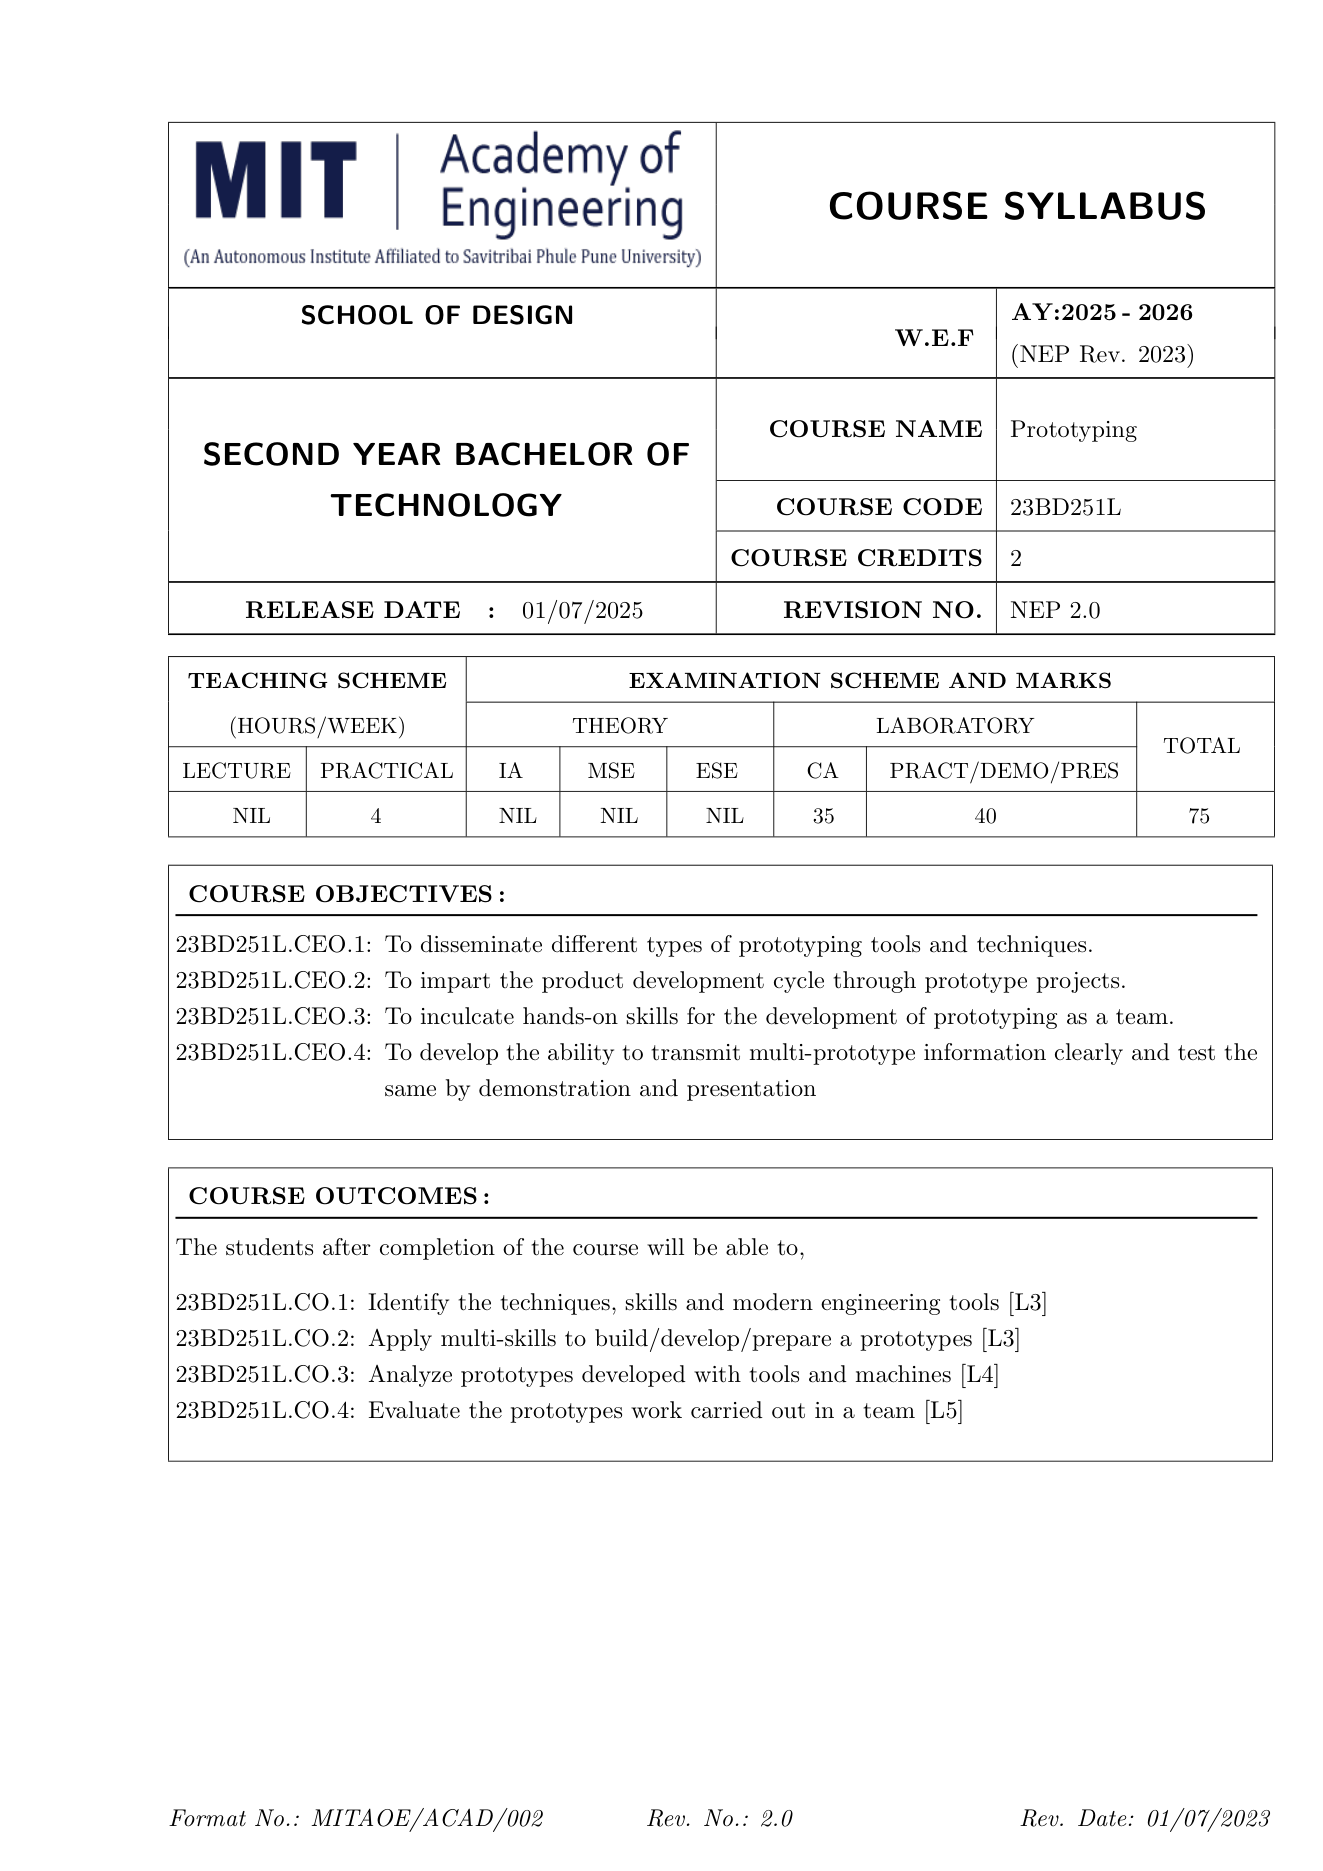 MIT | Academy of
Engineering
(An Autonomous Institute Affiliated to Savitribai Phule Pune University)
COURSE SYLLABUS
SCHOOL OF DESIGN
W.E.F
AY:2025 - 2026
(NEP Rev. 2023)
SECOND YEAR BACHELOR OF
TECHNOLOGY
COURSE NAME Prototyping
COURSE CODE 23BD251L
COURSE CREDITS 2
RELEASE DATE : 01/07/2025 REVISION NO. NEP 2.0
TEACHING SCHEME EXAMINATION SCHEME AND MARKS
(HOURS/WEEK) THEORY LABORATORY TOTAL
LECTURE PRACTICAL IA MSE ESE CA PRACT/DEMO/PRES
NIL 4 NIL NIL NIL 35 40 75
COURSE OBJECTIVES :
23BD251L.CEO.1: To disseminate different types of prototyping tools and techniques.
23BD251L.CEO.2: To impart the product development cycle through prototype projects.
23BD251L.CEO.3: To inculcate hands-on skills for the development of prototyping as a team.
23BD251L.CEO.4: To develop the ability to transmit multi-prototype information clearly and test the
same by demonstration and presentation
COURSE OUTCOMES :
The students after completion of the course will be able to,
23BD251L.CO.1: Identify the techniques, skills and modern engineering tools [L3]
23BD251L.CO.2: Apply multi-skills to build/develop/prepare a prototypes [L3]
23BD251L.CO.3: Analyze prototypes developed with tools and machines [L4]
23BD251L.CO.4: Evaluate the prototypes work carried out in a team [L5]
Format No.: MITAOE/ACAD/002 Rev. No.: 2.0 Rev. Date: 01/07/2023